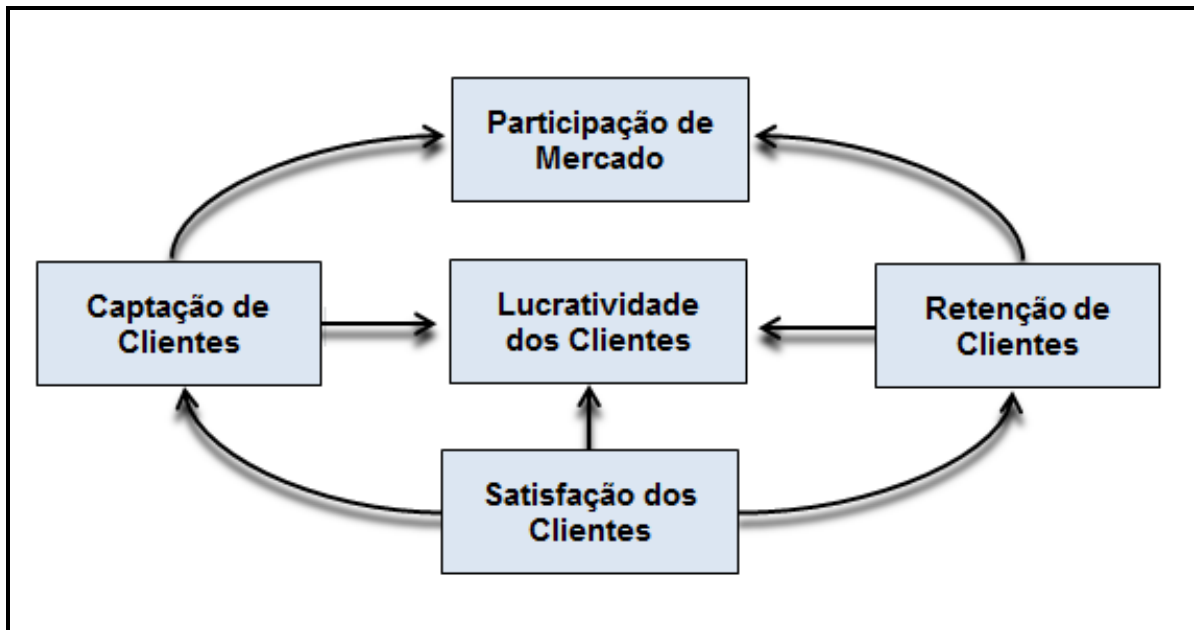 Participação de
Mercado
Captação de
Clientes
Lucratividade
dos Clientes
Retenção de
Clientes
Satisfação dos
Clientes